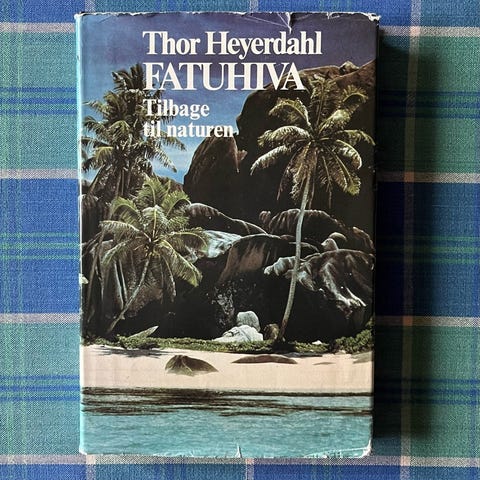 Thor Heyerdahl
FATUHIVA
Tilbage
til naturen